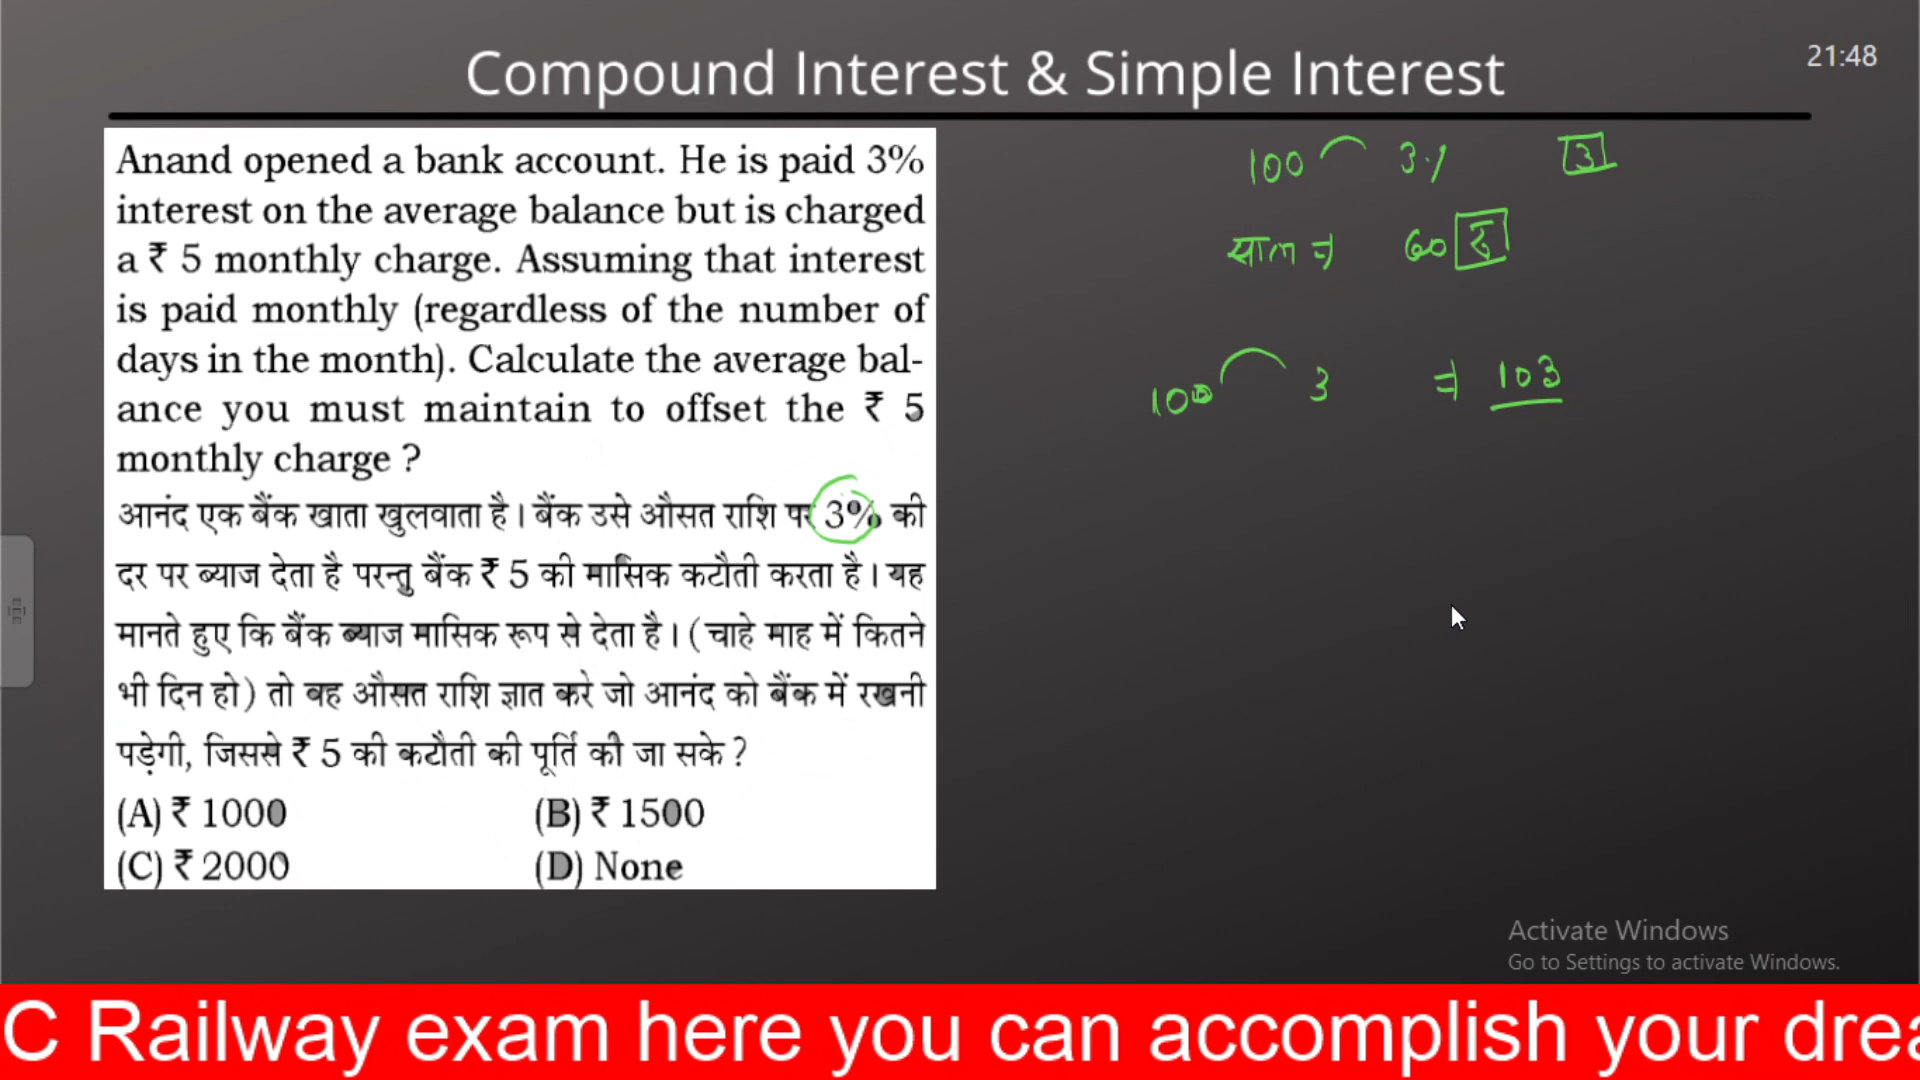 Compound Interest & Simple Interest
21:48
Anand opened a bank account. He is paid 3%
interest on the average balance but is charged
a ₹ 5 monthly charge. Assuming that interest
is paid monthly (regardless of the number of
days in the month). Calculate the average bal-
ance you must maintain to offset the ₹ 5
monthly charge ?
आनंद एक बैंक खाता खुलवाता है। बैंक उसे औसत राशि पर 3% की
दर पर ब्याज देता है परन्तु बैंक ₹ 5 की मासिक कटौती करता है। यह
मानते हुए कि बैंक ब्याज मासिक रूप से देता है। (चाहे माह में कितने
भी दिन हो) तो वह औसत राशि ज्ञात करे जो आनंद को बैंक में रखनी
पड़ेगी, जिससे ₹ 5 की कटौती की पूर्ति की जा सके ?
(A) ₹ 1000 (B) ₹ 1500
(C) ₹ 2000 (D) None
100 3% 3
साल ⇒ 60 ₹
100 3 ⇒ 103
Activate Windows
Go to Settings to activate Windows.
C Railway exam here you can accomplish your drea